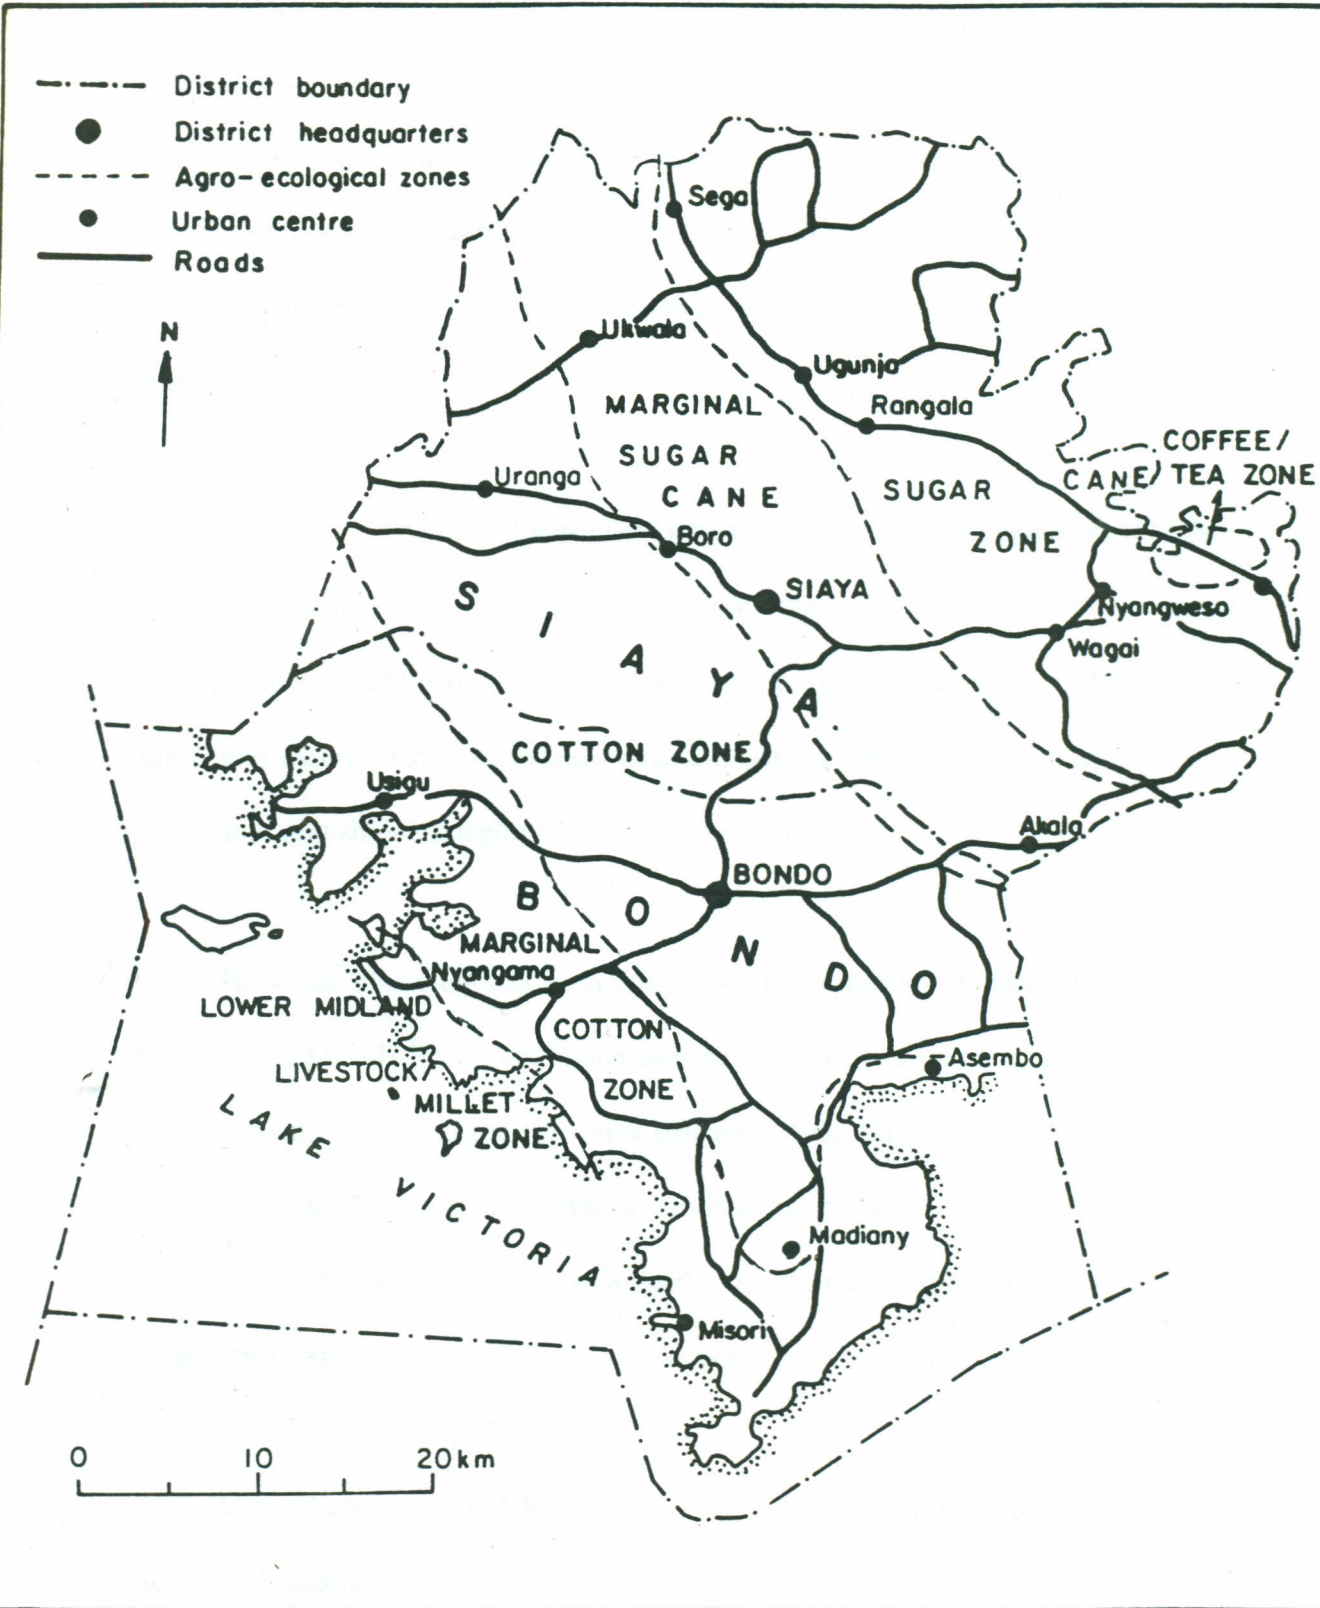 District boundary
District headquarters
Agro-ecological zones
Urban centre
Roads
N
Sega
Ukwala
Ugunja
MARGINAL
Rangala
SUGAR
CANE
COFFEE/
CANE/ TEA ZONE
Uranga
SUGAR
ZONE
Boro
SIAYA
Nyangweso
Wagai
S I A Y A
COTTON ZONE
Usigu
Akala
BONDO
B O N D O
MARGINAL
Nyangama
LOWER MIDLAND
COTTON
ZONE
Asembo
LIVESTOCK/
MILLET
ZONE
LAKE VICTORIA
Madiany
Misori
0 10 20km